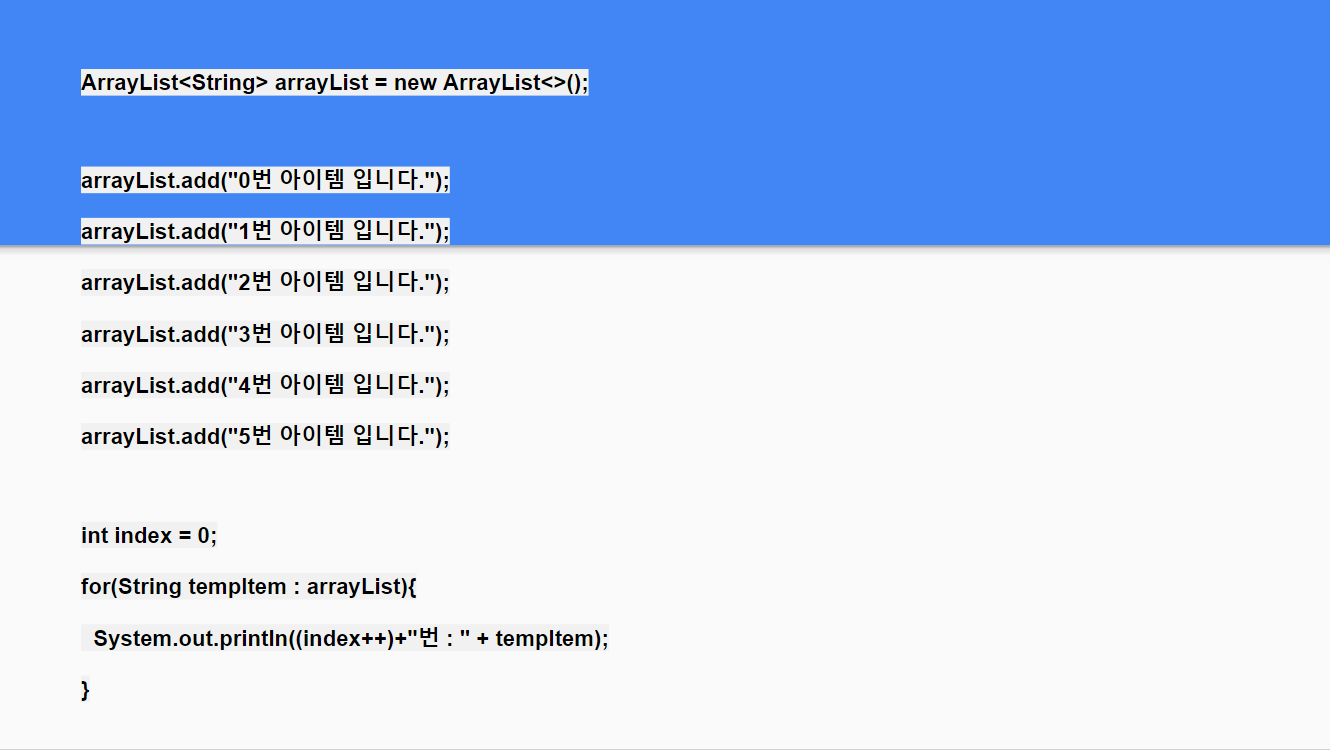 ArrayList<String> arrayList = new ArrayList<>();
arrayList.add("0번 아이템 입니다.");
arrayList.add("1번 아이템 입니다.");
arrayList.add("2번 아이템 입니다.");
arrayList.add("3번 아이템 입니다.");
arrayList.add("4번 아이템 입니다.");
arrayList.add("5번 아이템 입니다.");
int index = 0;
for(String tempItem : arrayList){
  System.out.println((index++)+"번 : " + tempItem);
}